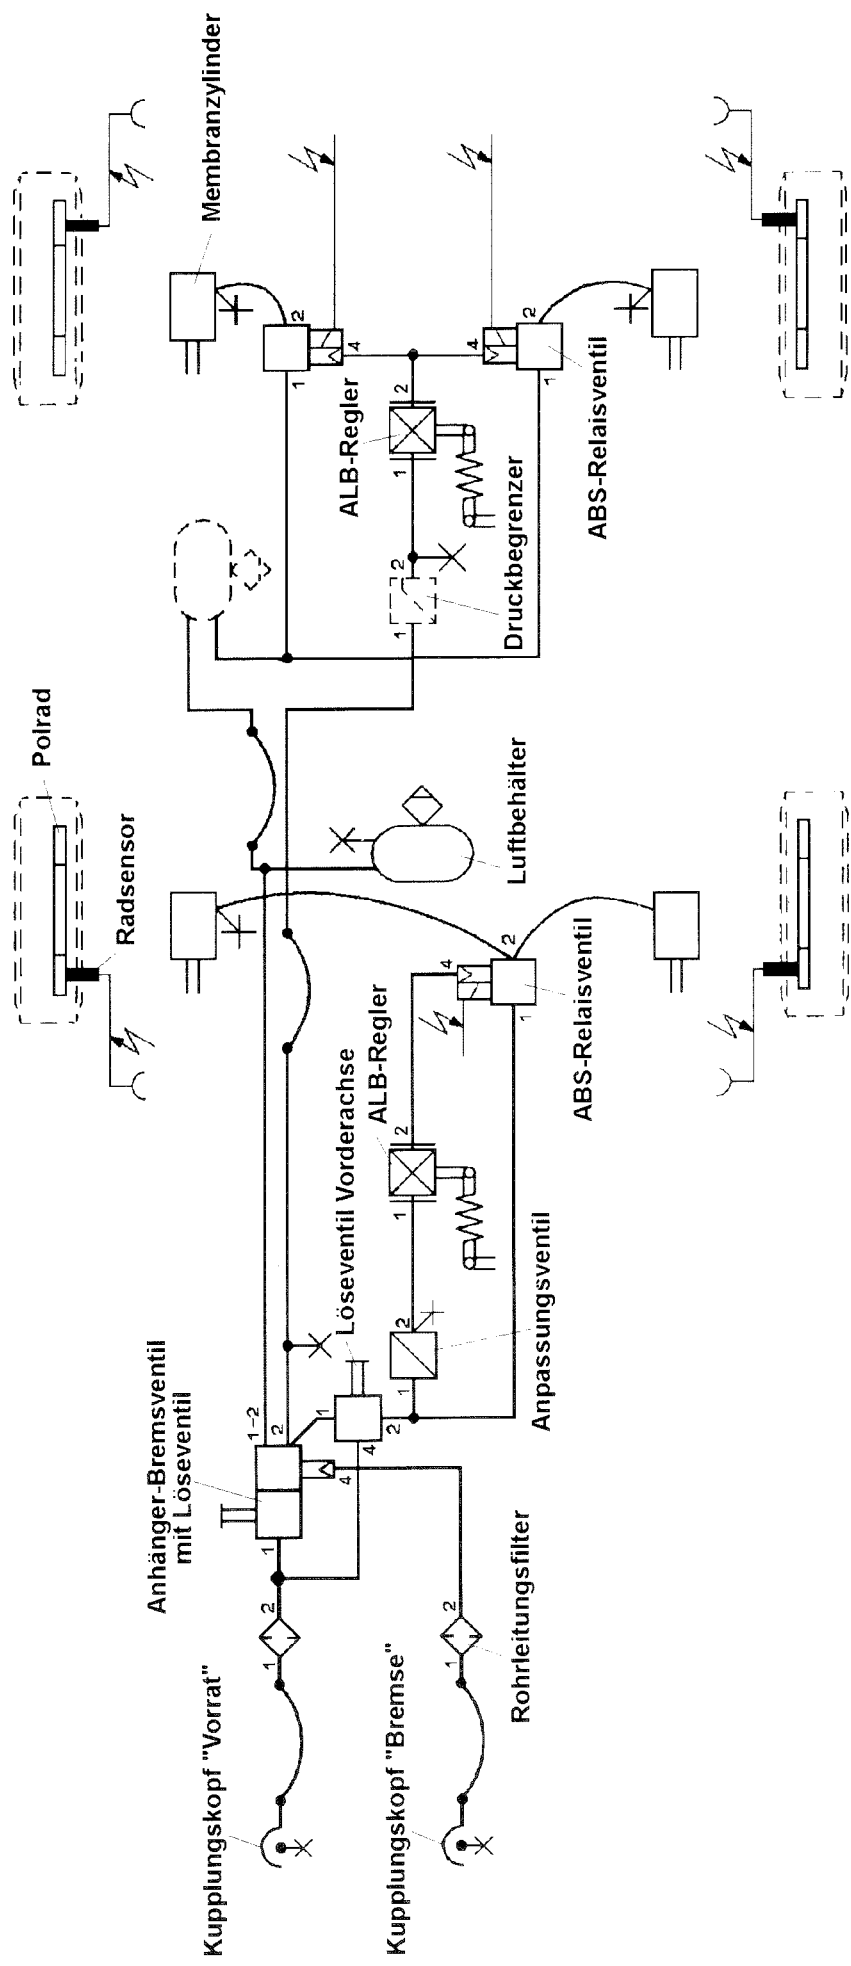 Kupplungskopf "Vorrat"
1
2
Anhänger-Bremsventil
mit Löseventil
1
1-2
2
4
1
2
4
Löseventil Vorderachse
Kupplungskopf "Bremse"
1
2
Rohrleitungsfilter
1
2
Anpassungsventil
1
2
ALB-Regler
4
1
2
ABS-Relaisventil
Radsensor
Polrad
Luftbehälter
1
2
Druckbegrenzer
1
2
ALB-Regler
1
2
4
Membranzylinder
4
1
2
ABS-Relaisventil